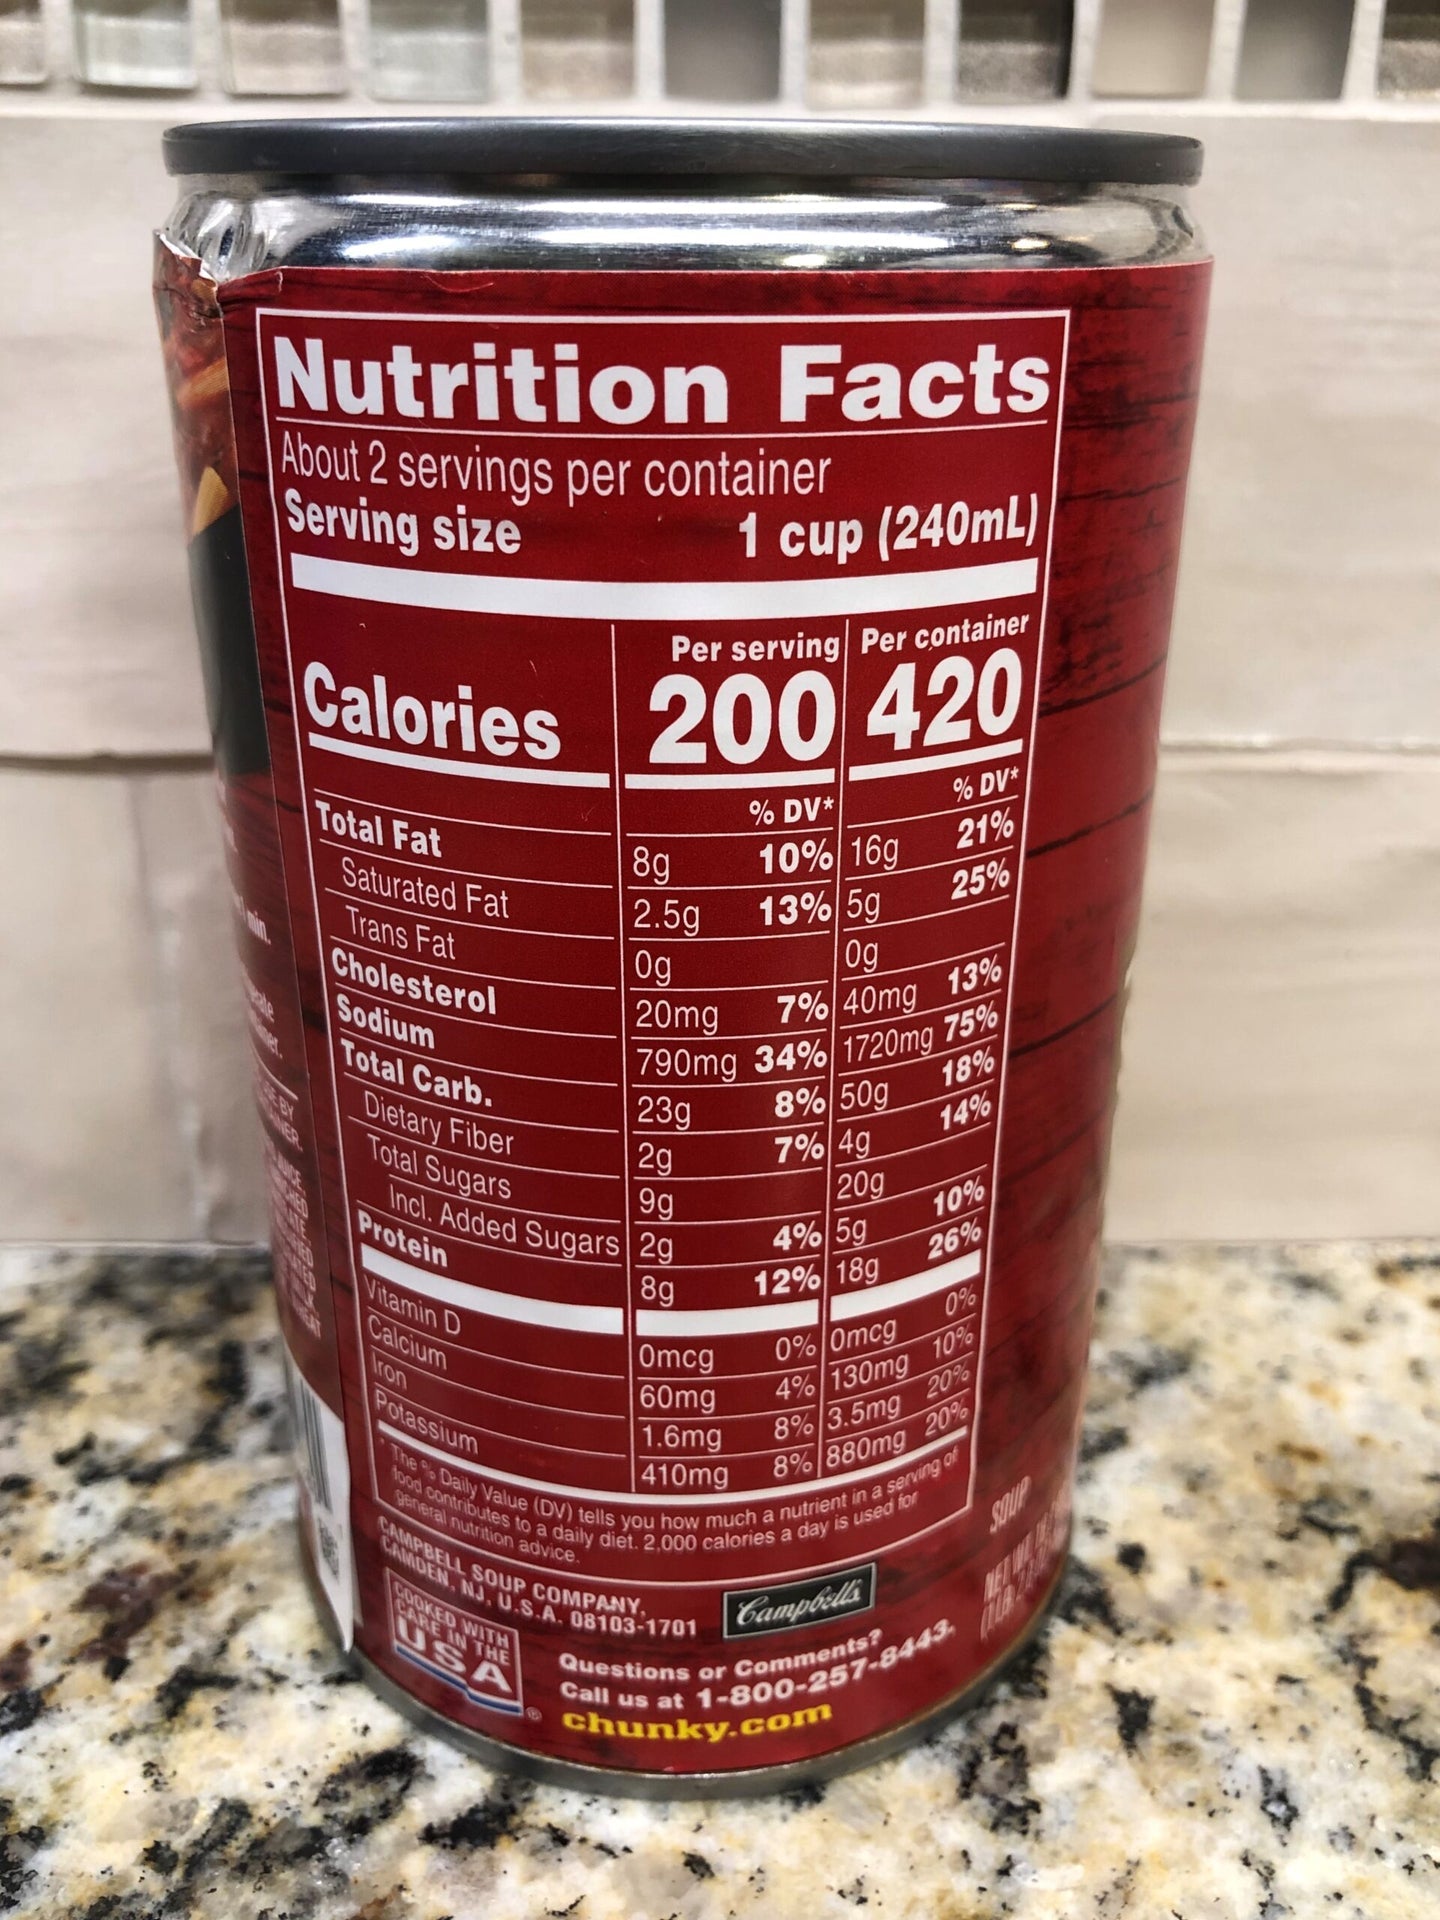 Nutrition Facts
About 2 servings per container
Serving size 1 cup (240mL)
Per serving Per container
Calories 200 420
% DV* % DV*
Total Fat 8g 10% 16g 21%
Saturated Fat 2.5g 13% 5g 25%
Trans Fat 0g 0g
Cholesterol 20mg 7% 40mg 13%
Sodium 790mg 34% 1720mg 75%
Total Carb. 23g 8% 50g 18%
Dietary Fiber 2g 7% 4g 14%
Total Sugars 9g 20g
Incl. Added Sugars 2g 4% 5g 10%
Protein 8g 12% 18g 26%
Vitamin D 0mcg 0% 0mcg 0%
Calcium 60mg 4% 130mg 10%
Iron 1.6mg 8% 3.5mg 20%
Potassium 410mg 8% 880mg 20%
* The % Daily Value (DV) tells you how much a nutrient in a serving of
food contributes to a daily diet. 2,000 calories a day is used for
general nutrition advice.
CAMPBELL SOUP COMPANY,
CAMDEN, NJ, U.S.A. 08103-1701
Campbell's
COOKED WITH
CARE IN THE
USA
®
Questions or Comments?
Call us at 1-800-257-8443.
chunky.com
min.
SOUP
NET WT